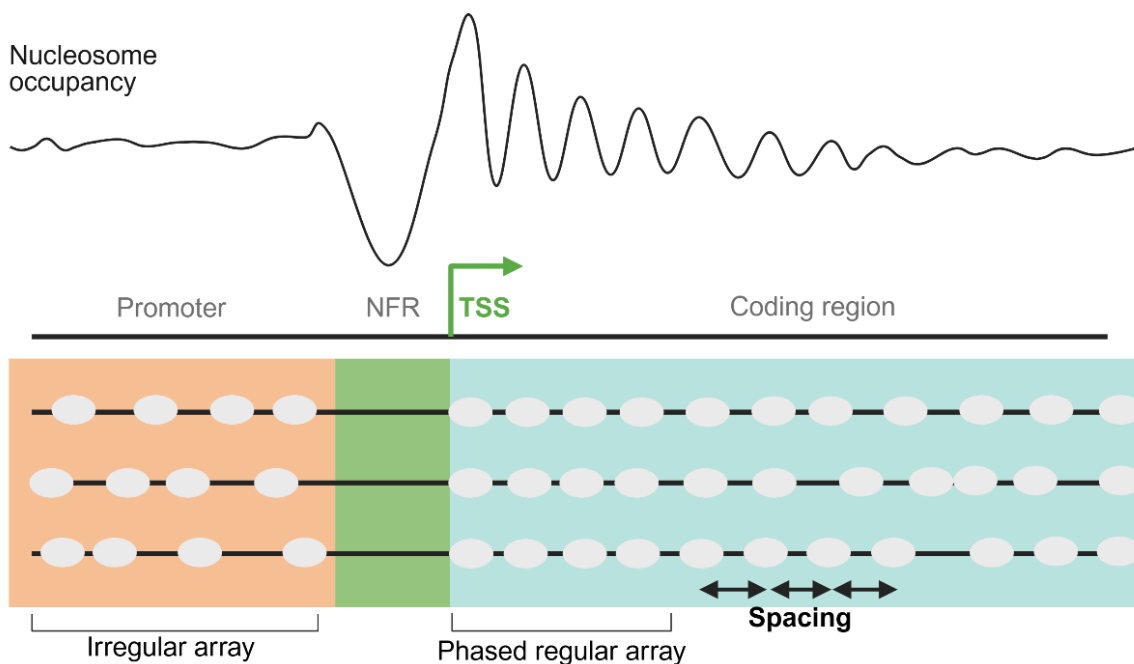 Nucleosome
occupancy
Promoter NFR TSS Coding region
Spacing
Irregular array Phased regular array